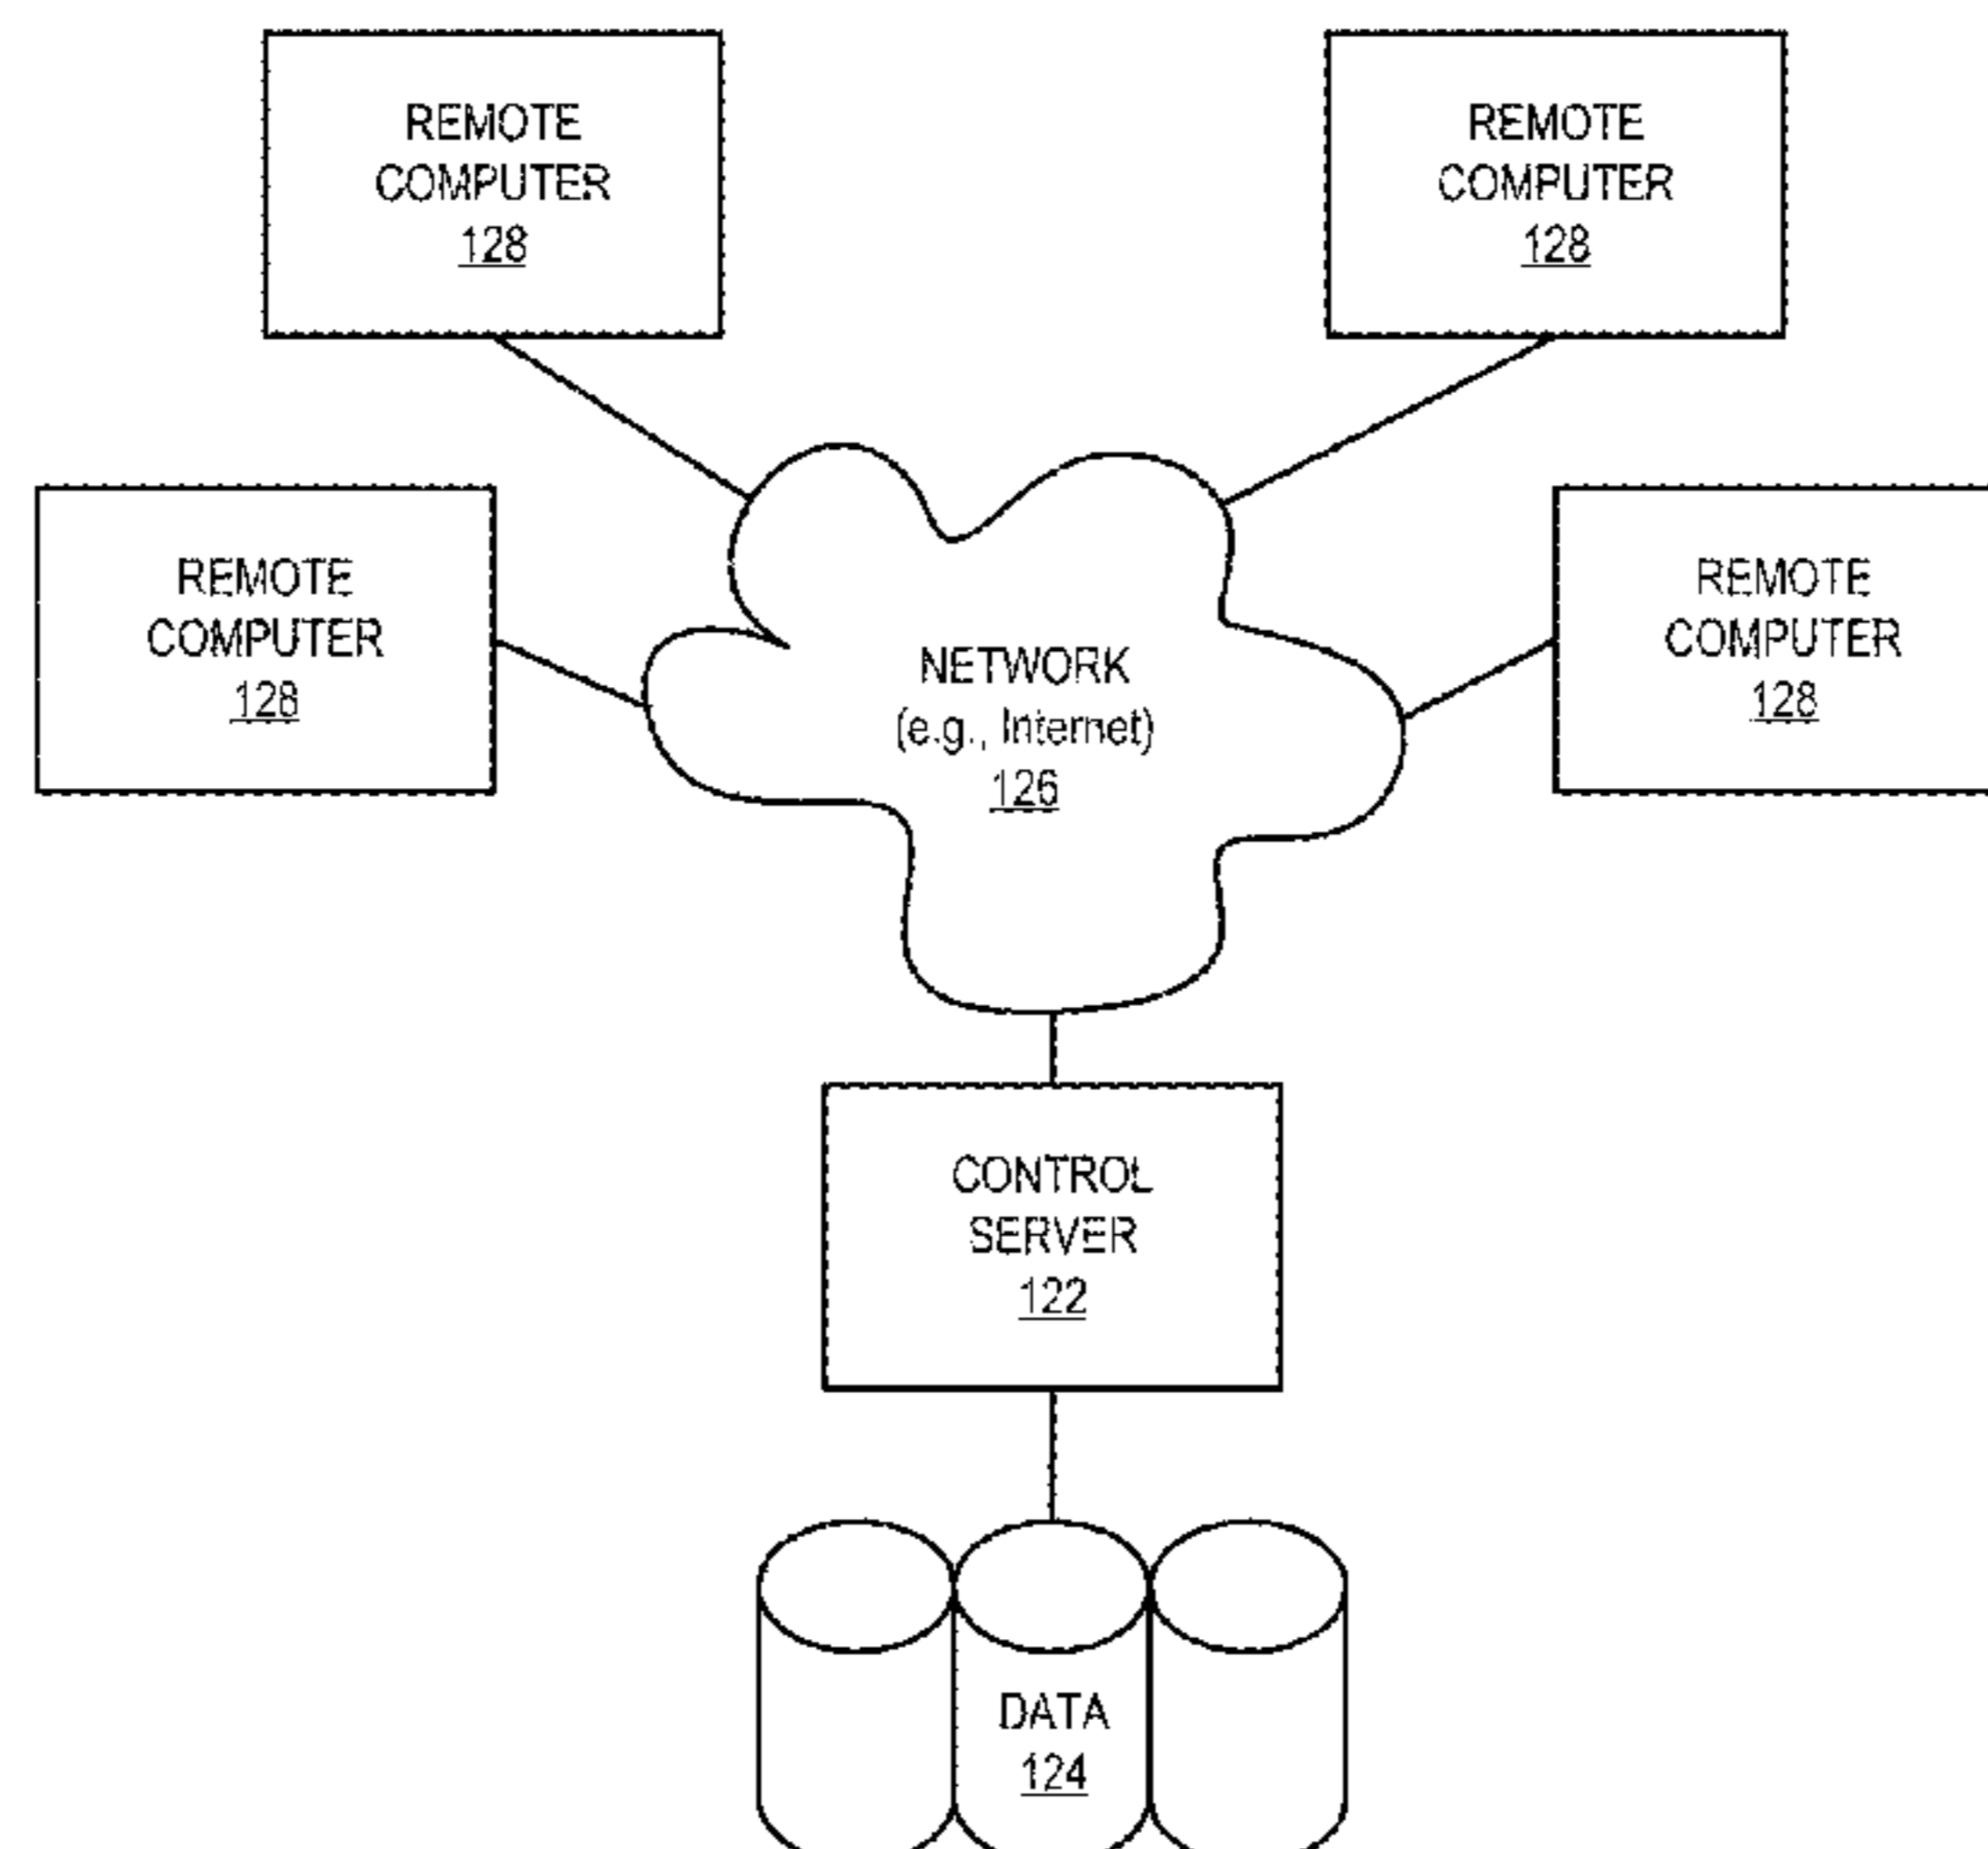 REMOTE
COMPUTER
128
REMOTE
COMPUTER
128
REMOTE
COMPUTER
128
NETWORK
(e.g., Internet)
126
REMOTE
COMPUTER
128
CONTROL
SERVER
122
DATA
124